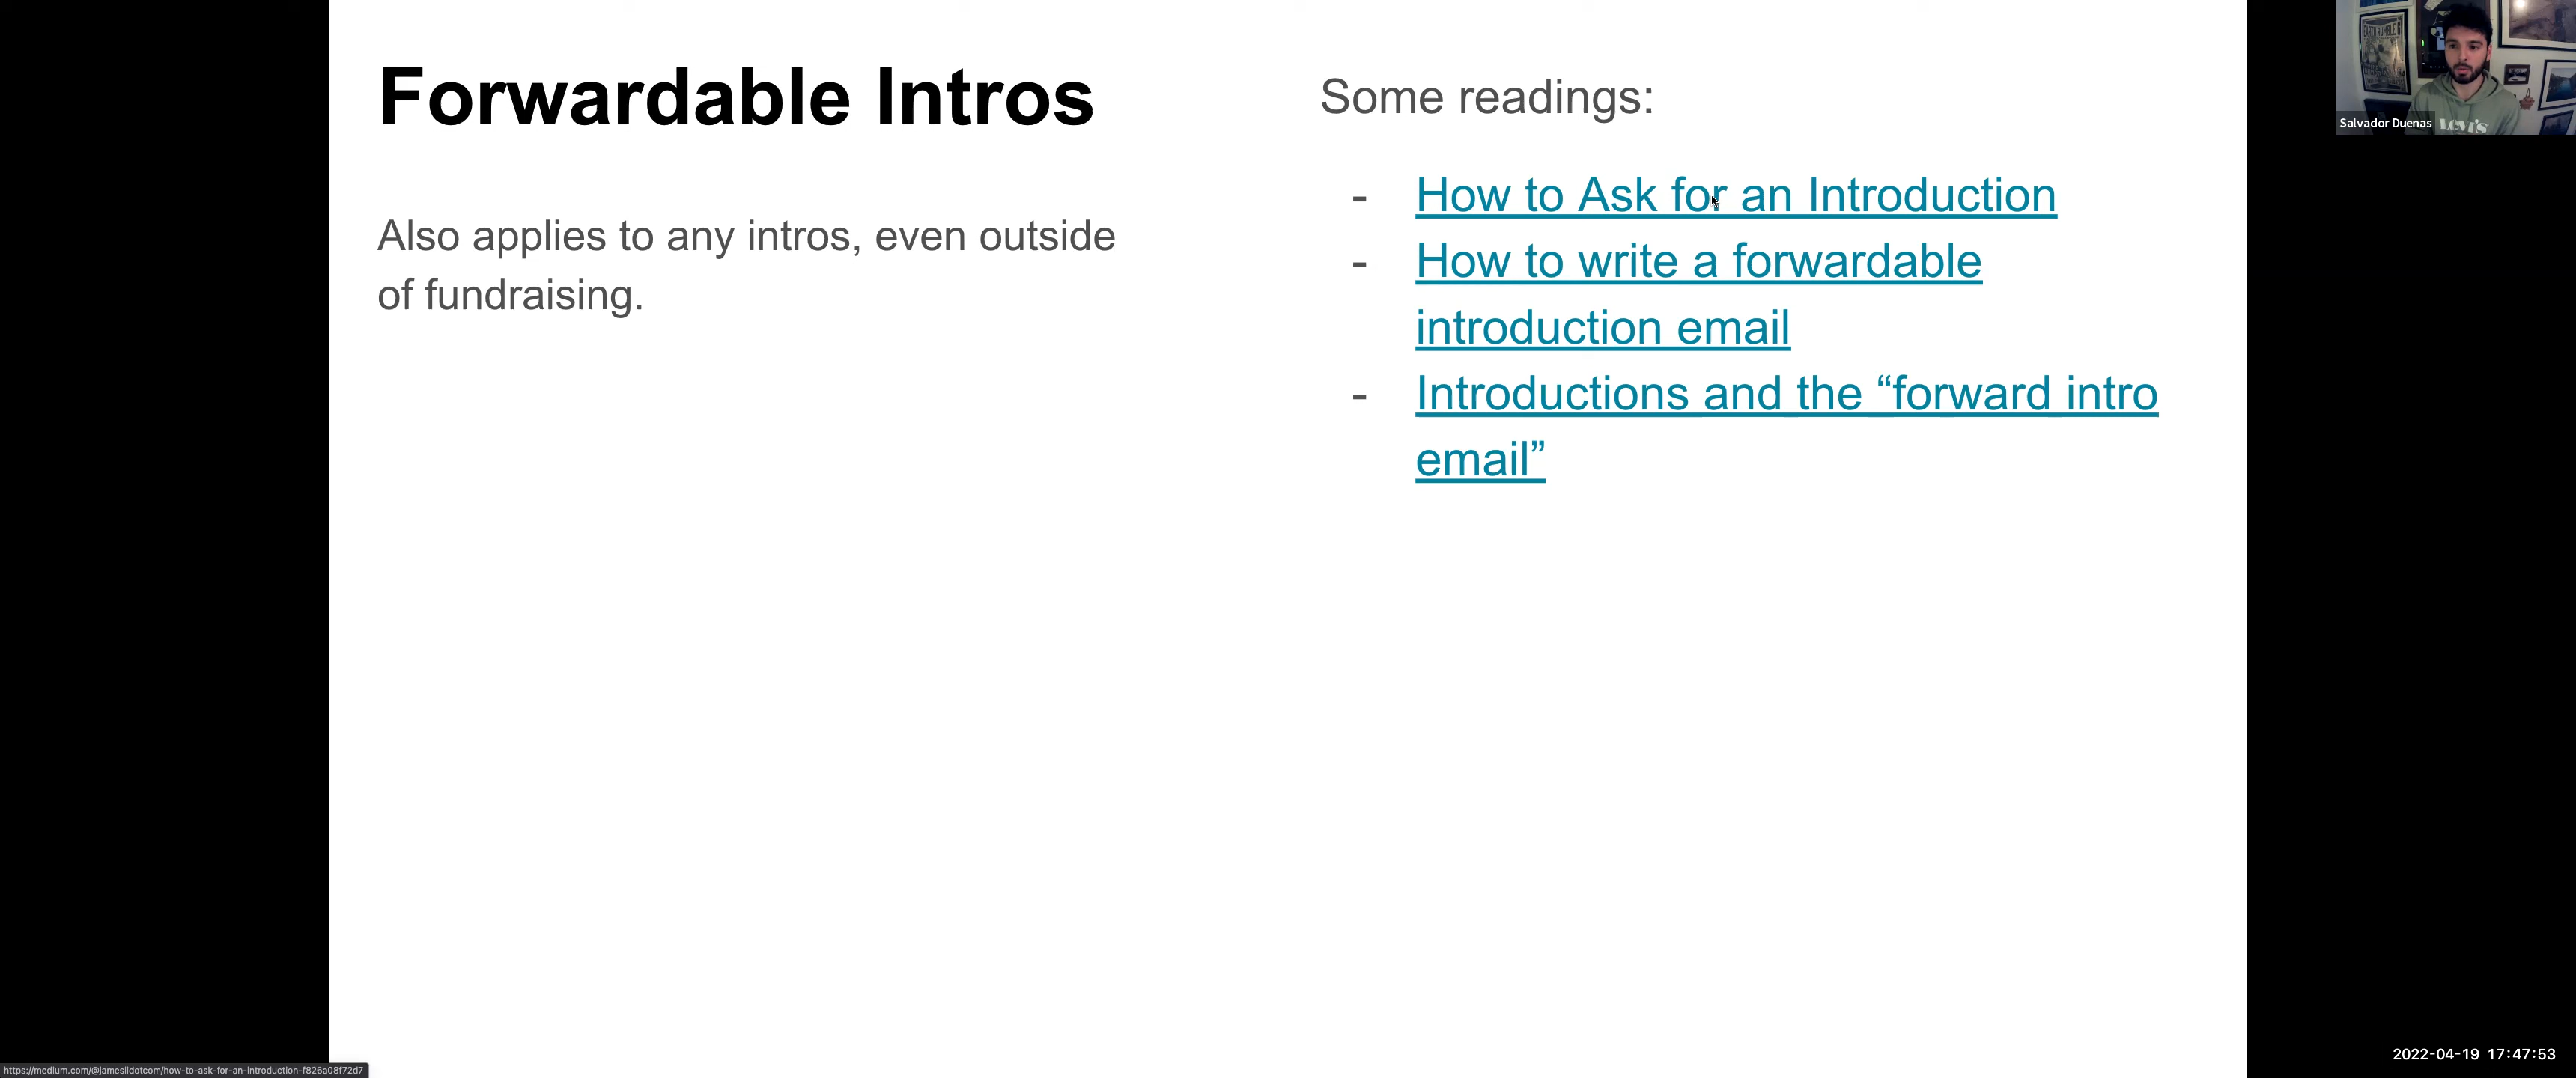 Forwardable Intros
Also applies to any intros, even outside
of fundraising.
Some readings:
- How to Ask for an Introduction
- How to write a forwardable
introduction email
- Introductions and the “forward intro
email”
Salvador Duenas
Levi's
https://medium.com/@jameslidotcom/how-to-ask-for-an-introduction-f826a08f72d7
2022-04-19 17:47:53